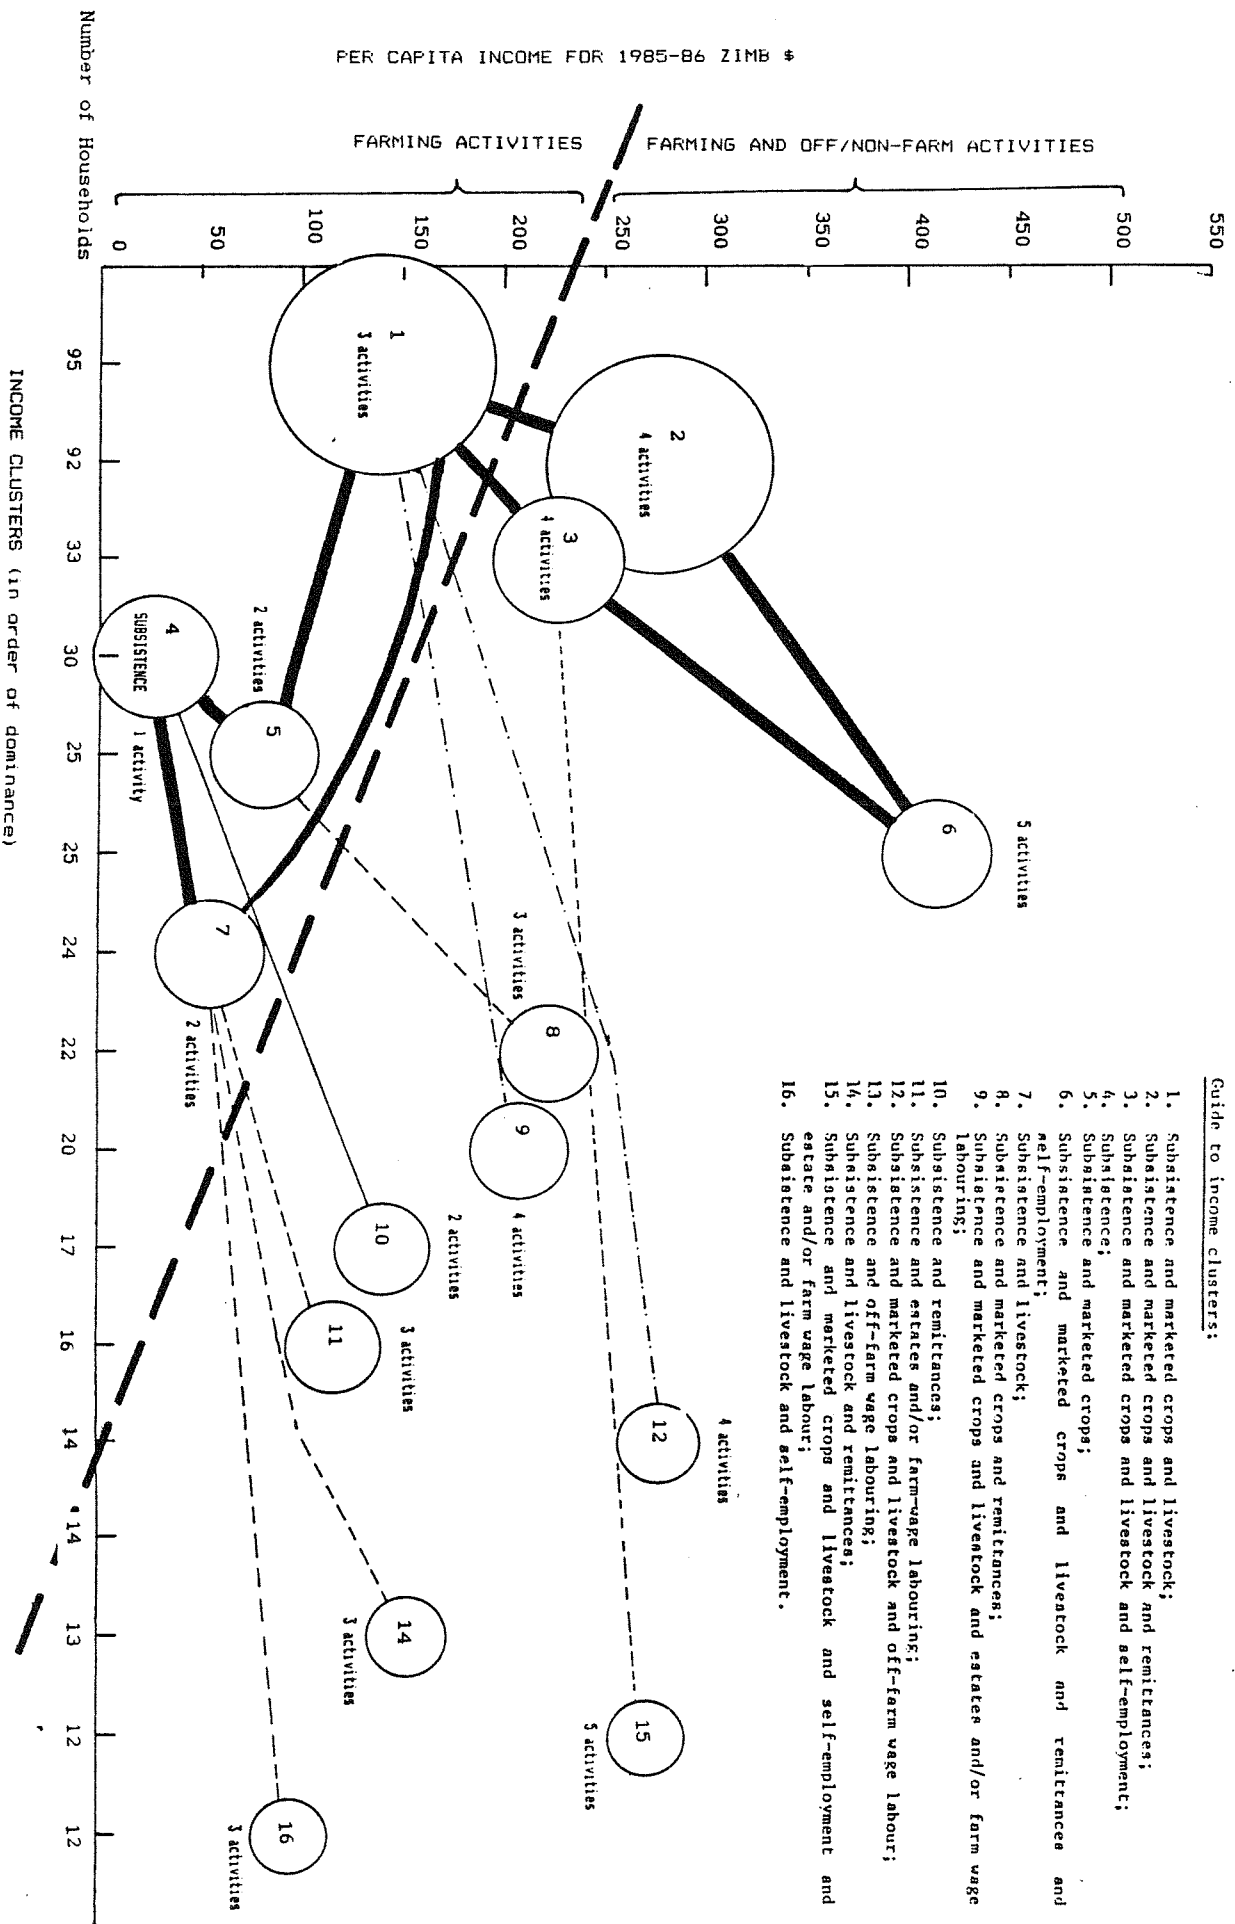 PER CAPITA INCOME FOR 1985-86 ZIMB $
FARMING ACTIVITIES
FARMING AND OFF/NON-FARM ACTIVITIES
550
500
450
400
350
300
250
200
150
100
50
0
Number of Households
95
92
33
30
25
25
24
22
20
17
16
14
14
13
12
12
INCOME CLUSTERS (in order of dominance)
1
3 activities
2
4 activities
3
4 activities
4
SUBSISTENCE
1 activity
5
2 activities
6
5 activities
7
2 activities
8
3 activities
9
4 activities
10
2 activities
11
3 activities
12
4 activities
14
3 activities
15
5 activities
16
3 activities
Guide to income clusters:
1. Subsistence and marketed crops and livestock;
2. Subsistence and marketed crops and livestock and remittances;
3. Subsistence and marketed crops and livestock and self-employment;
4. Subsistence;
5. Subsistence and marketed crops;
6. Subsistence and marketed crops and livestock and remittances and
self-employment;
7. Subsistence and livestock;
8. Subsistence and marketed crops and remittances;
9. Subsistence and marketed crops and livestock and estates and/or farm wage
labouring;
10. Subsistence and remittances;
11. Subsistence and estates and/or farm-wage labouring;
12. Subsistence and marketed crops and livestock and off-farm wage labour;
13. Subsistence and off-farm wage labouring;
14. Subsistence and livestock and remittances;
15. Subsistence and marketed crops and livestock and self-employment and
estate and/or farm wage labour;
16. Subsistence and livestock and self-employment.